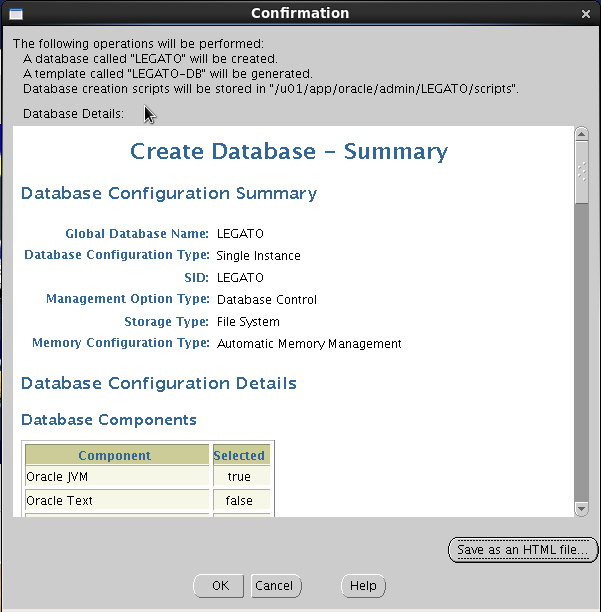 Confirmation
The following operations will be performed:
A database called "LEGATO" will be created.
A template called "LEGATO-DB" will be generated.
Database creation scripts will be stored in "/u01/app/oracle/admin/LEGATO/scripts".
Database Details:
Create Database – Summary
Database Configuration Summary
Global Database Name: LEGATO
Database Configuration Type: Single Instance
SID: LEGATO
Management Option Type: Database Control
Storage Type: File System
Memory Configuration Type: Automatic Memory Management
Database Configuration Details
Database Components
Component Selected
Oracle JVM true
Oracle Text false
Save as an HTML file...
OK Cancel Help